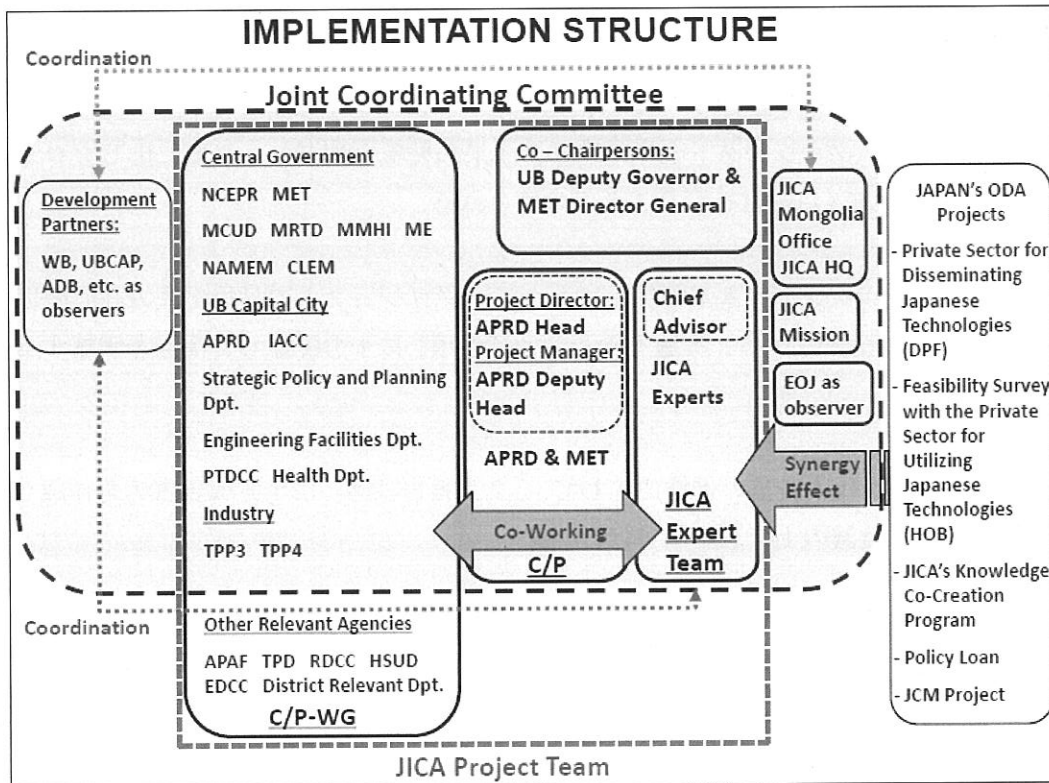 IMPLEMENTATION STRUCTURE
Coordination
Joint Coordinating Committee
Development
Partners:
WB, UBCAP,
ADB, etc. as
observers
Central Government
NCEPR MET
MCUD MRTD MMHI ME
NAMEM CLEM
UB Capital City
APRD IACC
Strategic Policy and Planning
Dpt.
Engineering Facilities Dpt.
PTDCC Health Dpt.
Industry
TPP3 TPP4
Other Relevant Agencies
APAF TPD RDCC HSUD
EDCC District Relevant Dpt.
C/P-WG
Co – Chairpersons:
UB Deputy Governor &
MET Director General
Project Director:
APRD Head
Project Manager:
APRD Deputy
Head
APRD & MET
Co-Working
C/P
Chief
Advisor
JICA
Experts
JICA
Expert
Team
JICA
Mongolia
Office
JICA HQ
JICA
Mission
EOJ as
observer
Synergy
Effect
JAPAN's ODA
Projects
- Private Sector for
Disseminating
Japanese
Technologies
(DPF)
- Feasibility Survey
with the Private
Sector for
Utilizing
Japanese
Technologies
(HOB)
- JICA's Knowledge
Co-Creation
Program
- Policy Loan
- JCM Project
Coordination
JICA Project Team